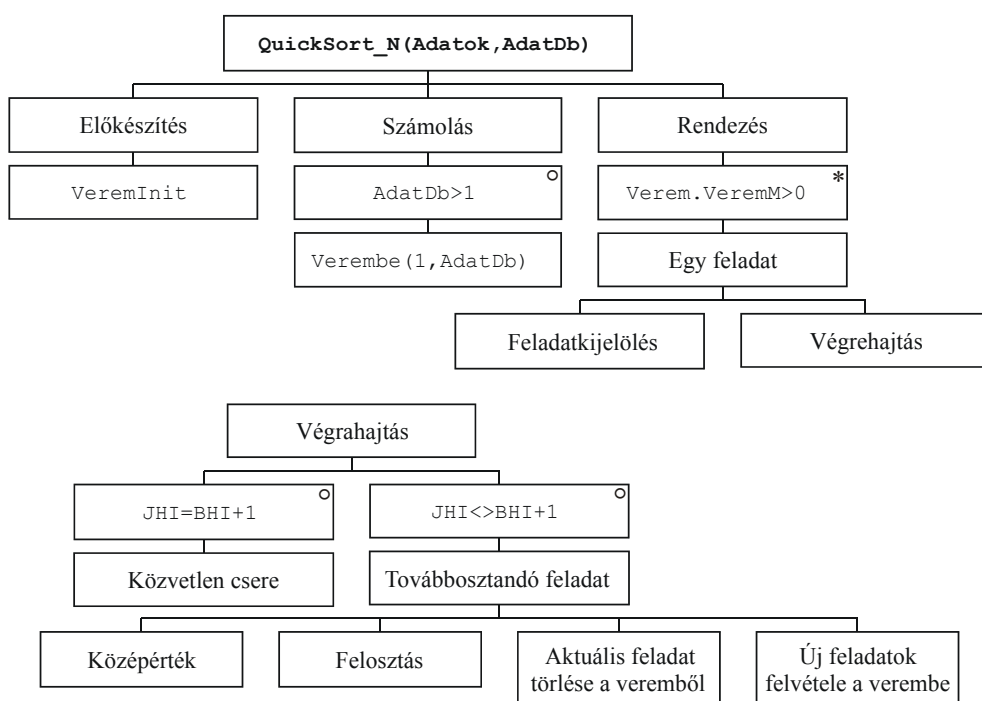 QuickSort_N(Adatok,AdatDb)
Előkészítés
Számolás
Rendezés
VeremInit
AdatDb>1
Verem.VeremM>0
*
Verembe(1,AdatDb)
Egy feladat
Feladatkijelölés
Végrehajtás
Végrahajtás
JHI=BHI+1
JHI<>BHI+1
Közvetlen csere
Továbbosztandó feladat
Középérték
Felosztás
Aktuális feladat
törlése a veremből
Új feladatok
felvétele a verembe